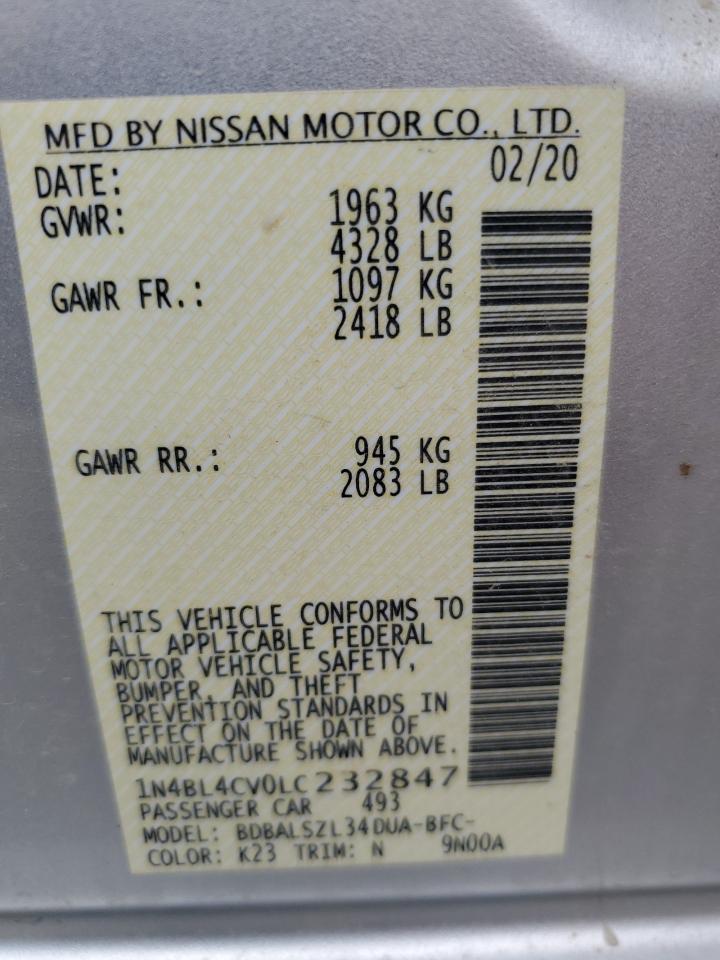 MFD BY NISSAN MOTOR CO., LTD.
DATE: 02/20
GVWR: 1963 KG
4328 LB
GAWR FR.: 1097 KG
2418 LB
GAWR RR.: 945 KG
2083 LB
THIS VEHICLE CONFORMS TO
ALL APPLICABLE FEDERAL
MOTOR VEHICLE SAFETY,
BUMPER, AND THEFT
PREVENTION STANDARDS IN
EFFECT ON THE DATE OF
MANUFACTURE SHOWN ABOVE.
1N4BL4CV0LC232847
PASSENGER CAR 493
MODEL: BDBALSZL34DUA-BFC-
COLOR: K23 TRIM: N 9N00A